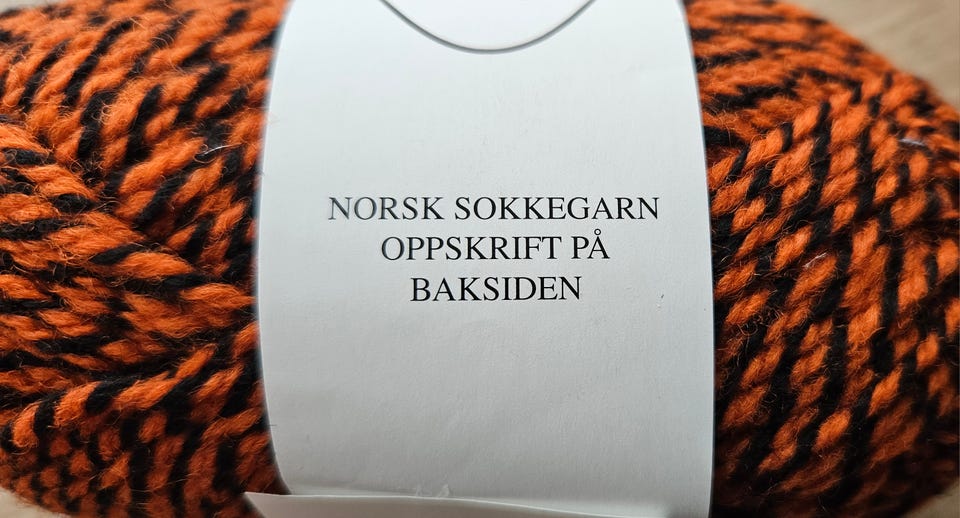 NORSK SOKKEGARN
OPPSKRIFT PÅ
BAKSIDEN